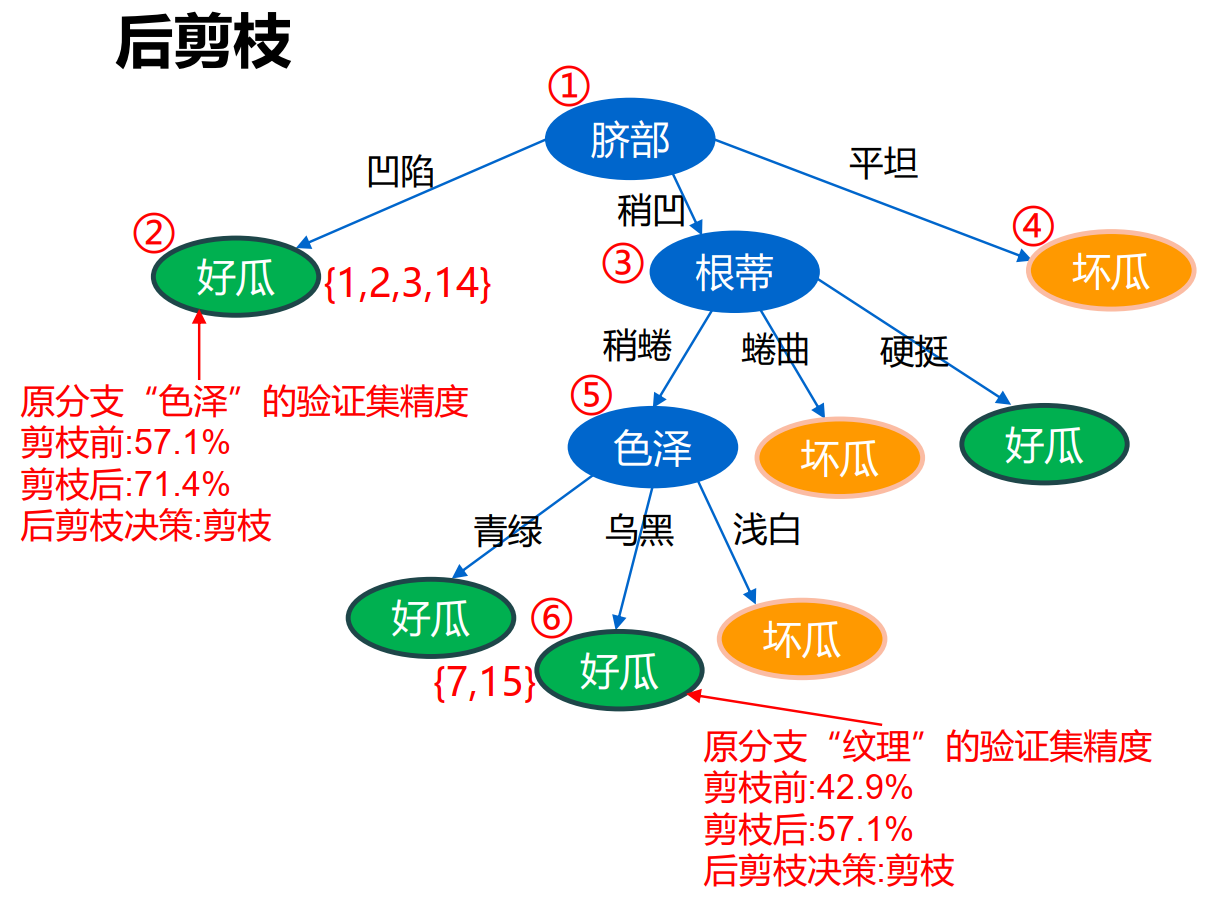 后剪枝
①
脐部
凹陷
稍凹
平坦
②
好瓜
{1,2,3,14}
③
根蒂
④
坏瓜
稍蜷
蜷曲
硬挺
原分支“色泽”的验证集精度
剪枝前:57.1%
剪枝后:71.4%
后剪枝决策:剪枝
⑤
色泽
坏瓜
好瓜
青绿
乌黑
浅白
好瓜
⑥
{7,15}
好瓜
坏瓜
原分支“纹理”的验证集精度
剪枝前:42.9%
剪枝后:57.1%
后剪枝决策:剪枝